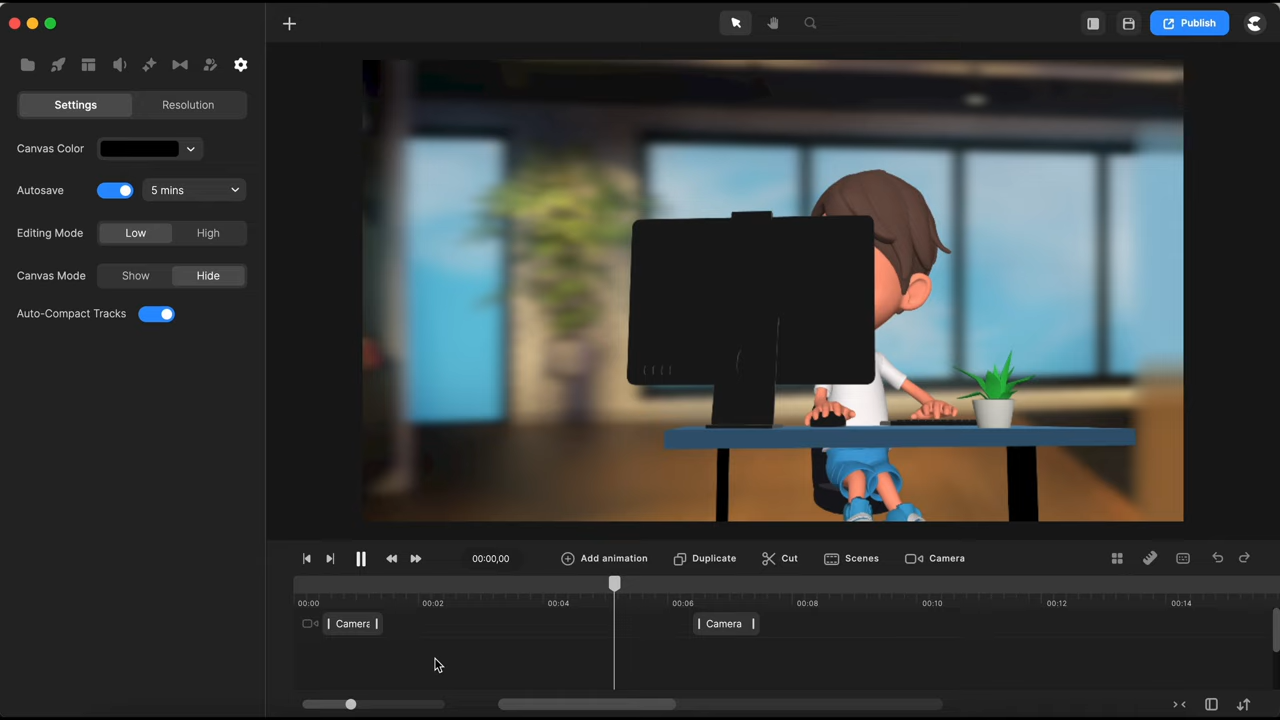 Publish
Settings
Resolution
Canvas Color
Autosave
5 mins
Editing Mode
Low
High
Canvas Mode
Show
Hide
Auto-Compact Tracks
00:00,00
Add animation
Duplicate
Cut
Scenes
Camera
00:00
00:02
00:04
00:06
00:08
00:10
00:12
00:14
Camera
Camera